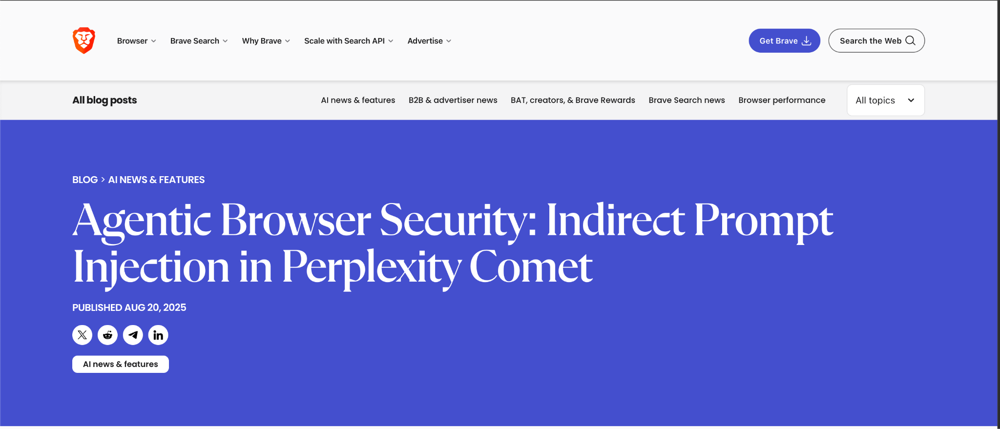 Browser
Brave Search
Why Brave
Scale with Search API
Advertise
Get Brave
Search the Web
All blog posts
AI news & features
B2B & advertiser news
BAT, creators, & Brave Rewards
Brave Search news
Browser performance
All topics
BLOG > AI NEWS & FEATURES
Agentic Browser Security: Indirect Prompt
Injection in Perplexity Comet
PUBLISHED AUG 20, 2025
AI news & features